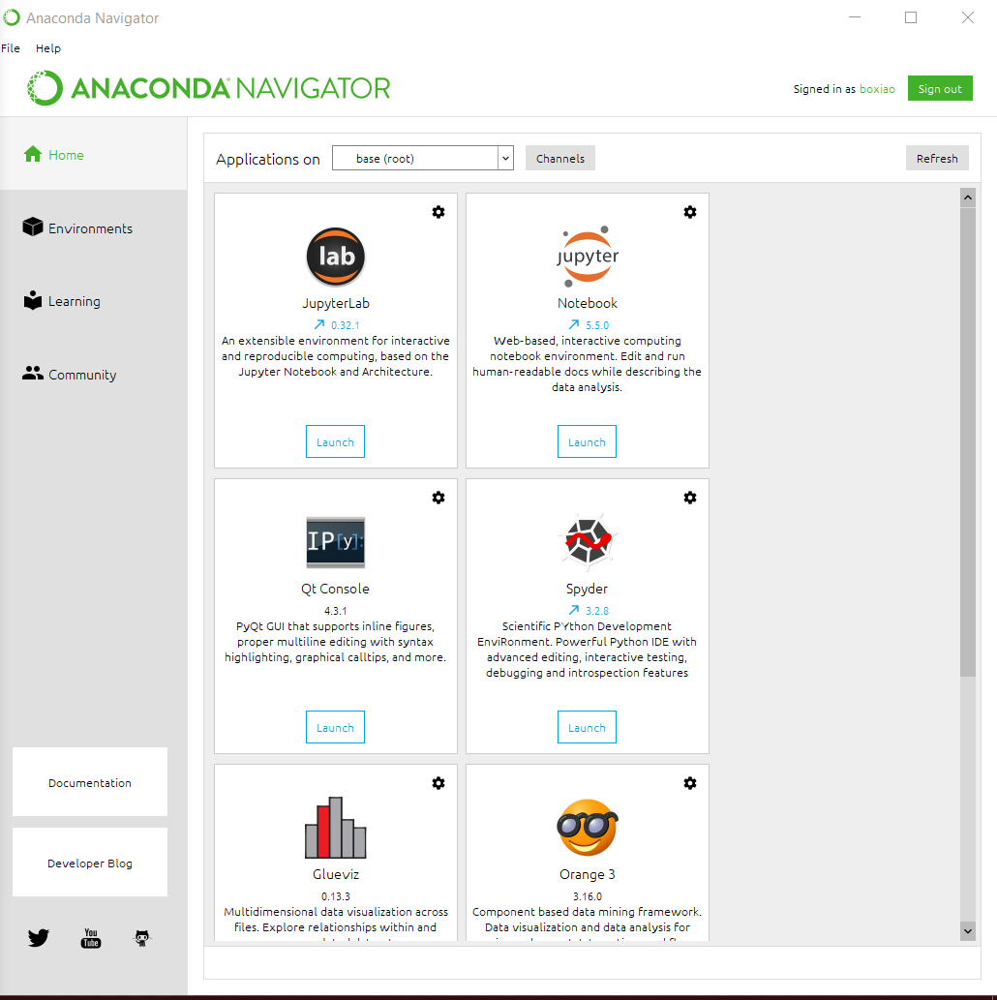 Anaconda Navigator
File Help
ANACONDA NAVIGATOR
Signed in as boxiao Sign out
Home
Environments
Learning
Community
Documentation
Developer Blog
You
Tube
Applications on base (root) Channels Refresh
lab
JupyterLab
0.32.1
An extensible environment for interactive
and reproducible computing, based on the
Jupyter Notebook and Architecture.
Launch
jupyter
Notebook
5.5.0
Web-based, interactive computing
notebook environment. Edit and run
human-readable docs while describing the
data analysis.
Launch
IP[y]:
Qt Console
4.3.1
PyQt GUI that supports inline figures,
proper multiline editing with syntax
highlighting, graphical calltips, and more.
Launch
Spyder
3.2.8
Scientific PYthon Development
EnviRonment. Powerful Python IDE with
advanced editing, interactive testing,
debugging and introspection features
Launch
Glueviz
0.13.3
Multidimensional data visualization across
files. Explore relationships within and
Orange 3
3.16.0
Component based data mining framework.
Data visualization and data analysis for